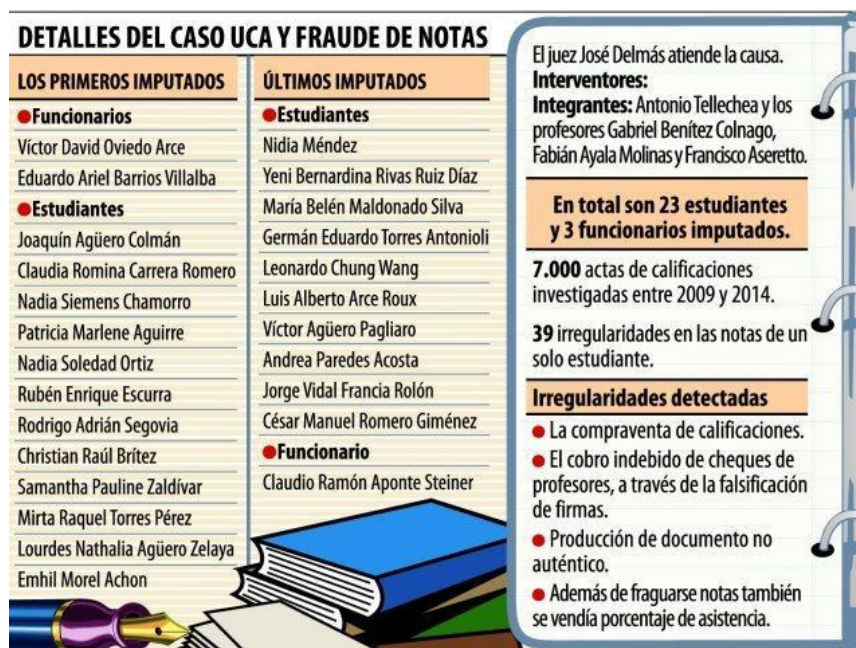 DETALLES DEL CASO UCA Y FRAUDE DE NOTAS
LOS PRIMEROS IMPUTADOS
Funcionarios
Víctor David Oviedo Arce
Eduardo Ariel Barrios Villalba
Estudiantes
Joaquín Agüero Colmán
Claudia Romina Carrera Romero
Nadia Siemens Chamorro
Patricia Marlene Aguirre
Nadia Soledad Ortiz
Rubén Enrique Escurra
Rodrigo Adrián Segovia
Christian Raúl Brítez
Samantha Pauline Zaldívar
Mirta Raquel Torres Pérez
Lourdes Nathalia Agüero Zelaya
Emhil Morel Achon
ÚLTIMOS IMPUTADOS
Estudiantes
Nidia Méndez
Yeni Bernardina Rivas Ruiz Díaz
María Belén Maldonado Silva
Germán Eduardo Torres Antonioli
Leonardo Chung Wang
Luis Alberto Arce Roux
Víctor Agüero Pagliaro
Andrea Paredes Acosta
Jorge Vidal Francia Rolón
César Manuel Romero Giménez
Funcionario
Claudio Ramón Aponte Steiner
El juez José Delmás atiende la causa.
Interventores:
Integrantes: Antonio Tellechea y los
profesores Gabriel Benítez Colnago,
Fabián Ayala Molinas y Francisco Aseretto.
En total son 23 estudiantes
y 3 funcionarios imputados.
7.000 actas de calificaciones
investigadas entre 2009 y 2014.
39 irregularidades en las notas de un
solo estudiante.
Irregularidades detectadas
La compraventa de calificaciones.
El cobro indebido de cheques de
profesores, a través de la falsificación
de firmas.
Producción de documento no
auténtico.
Además de fraguarse notas también
se vendía porcentaje de asistencia.